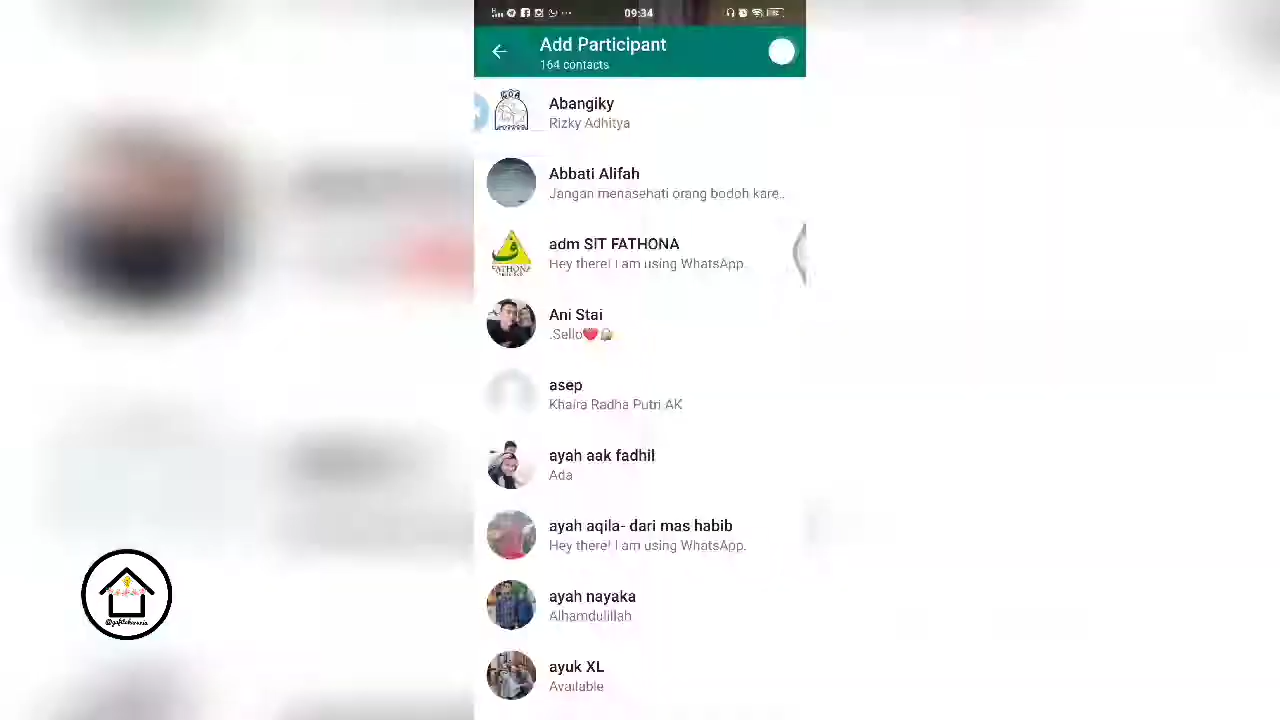 09:34
Add Participant
164 contacts
Abangiky
Rizky Adhitya
Abbati Alifah
Jangan menasehati orang bodoh kare..
adm SIT FATHONA
Hey there! I am using WhatsApp.
FATHONA
Ani Stai
.Sello❤️
asep
Khaira Radha Putri AK
ayah aak fadhil
Ada
ayah aqila- dari mas habib
Hey there! I am using WhatsApp.
ayah nayaka
Alhamdulillah
ayuk XL
Available